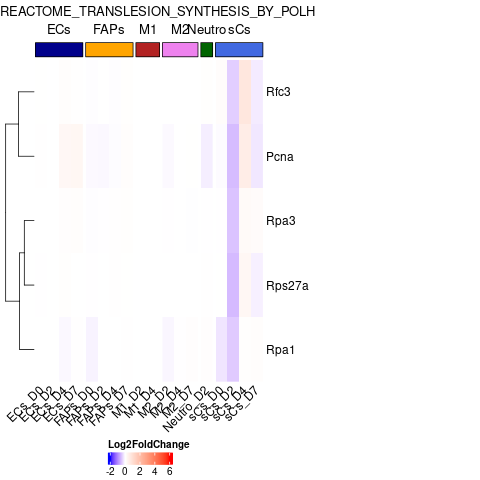 REACTOME_TRANSLESION_SYNTHESIS_BY_POLH
ECs FAPs M1 M2 Neutro sCs
Rfc3
Pcna
Rpa3
Rps27a
Rpa1
ECs_D0 ECs_D2 ECs_D4 ECs_D7 FAPs_D0 FAPs_D2 FAPs_D4 FAPs_D7 M1_D2 M1_D4 M2_D2 M2_D4 M2_D7 Neutro_D2 sCs_D0 sCs_D2 sCs_D4 sCs_D7
Log2FoldChange
-2 0 2 4 6